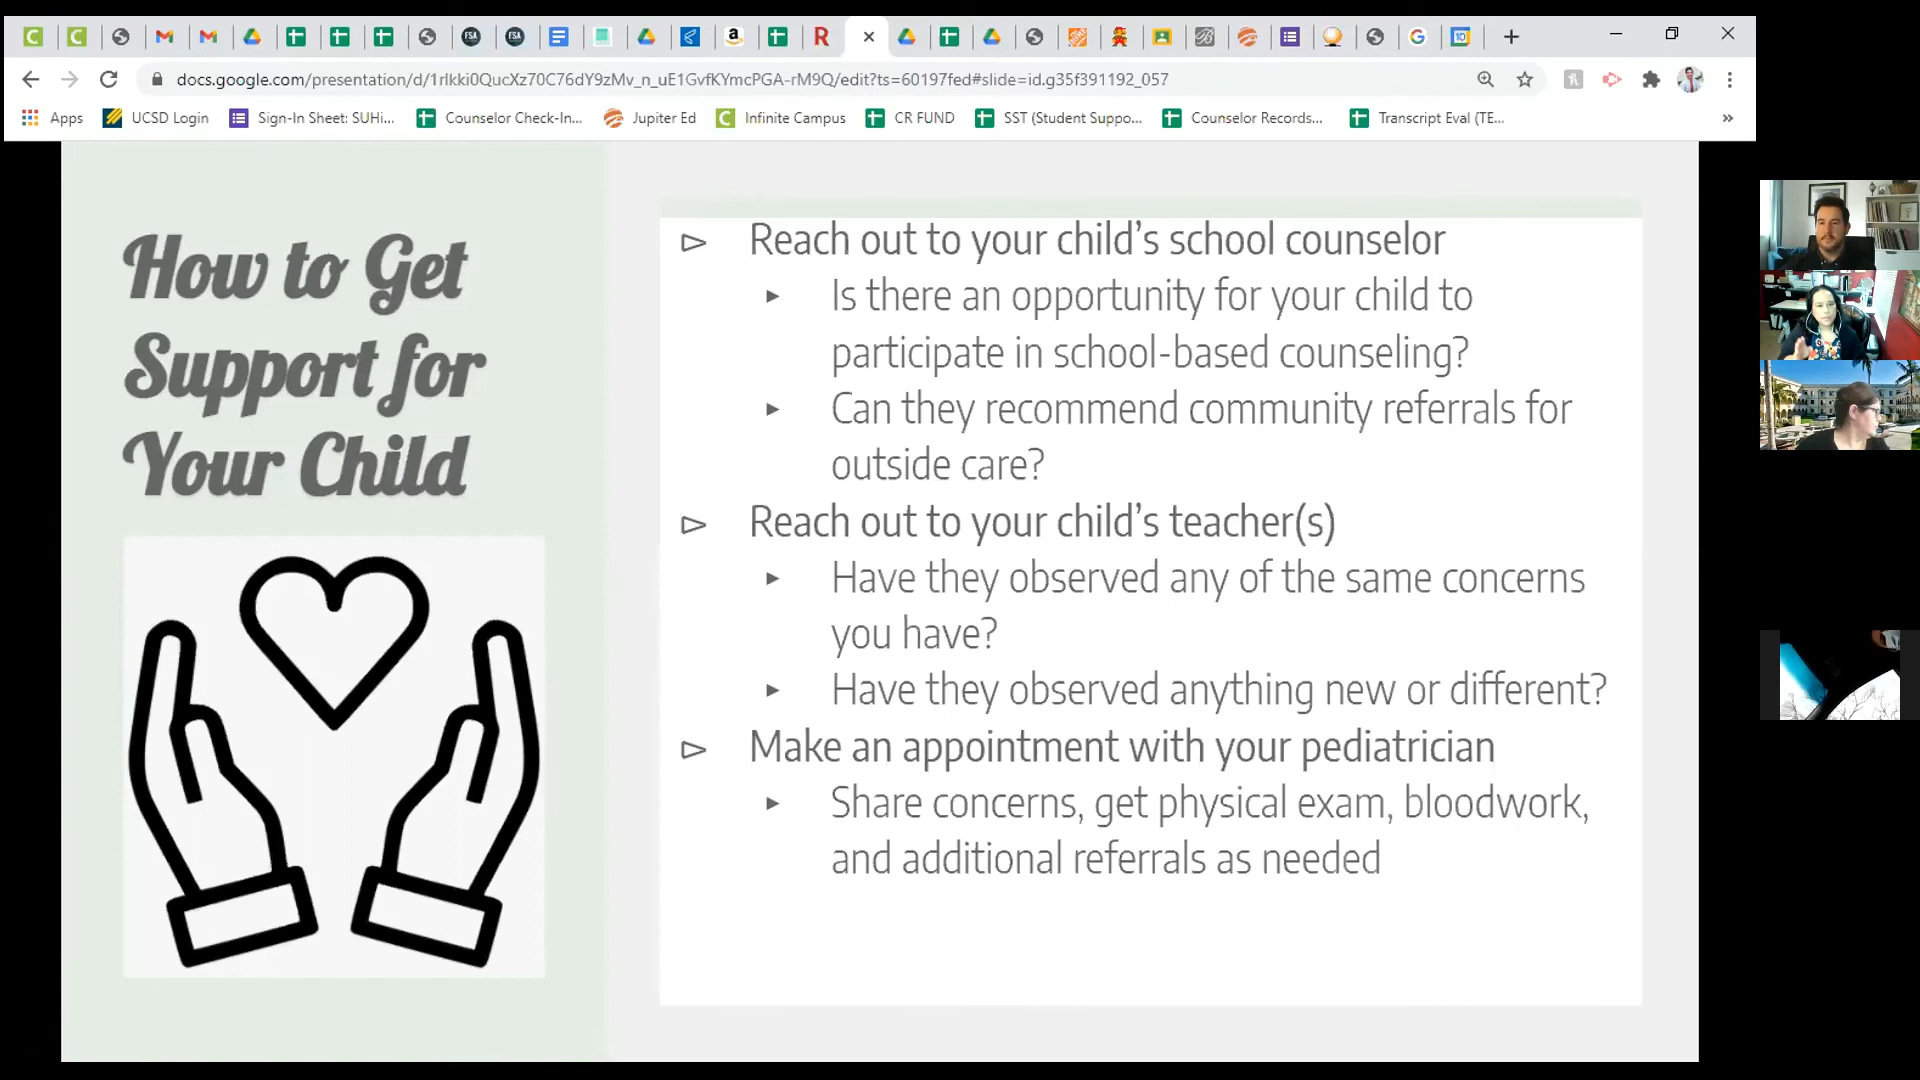 docs.google.com/presentation/d/1rlkki0QucXz70C76dY9zMv_n_uE1GvfKYmcPGA-rM9Q/edit?ts=60197fed#slide=id.g35f391192_057
Apps UCSD Login Sign-In Sheet: SUHi... Counselor Check-In... Jupiter Ed Infinite Campus CR FUND SST (Student Suppo... Counselor Records... Transcript Eval (TE... »
How to Get
Support for
Your Child
Reach out to your child’s school counselor
Is there an opportunity for your child to
participate in school-based counseling?
Can they recommend community referrals for
outside care?
Reach out to your child’s teacher(s)
Have they observed any of the same concerns
you have?
Have they observed anything new or different?
Make an appointment with your pediatrician
Share concerns, get physical exam, bloodwork,
and additional referrals as needed